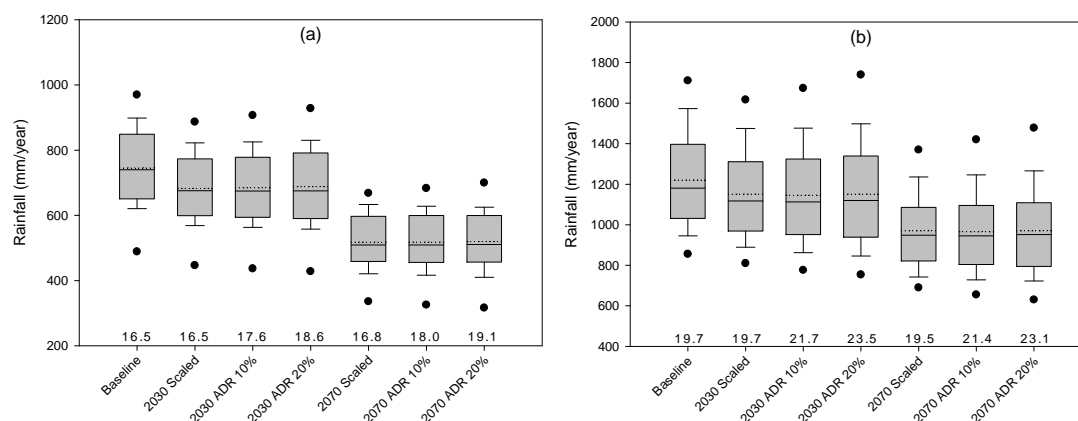 (a)
Rainfall (mm/year)
1200
1000
800
600
400
200
16.5 16.5 17.6 18.6 16.8 18.0 19.1
Baseline
2030 Scaled
2030 ADR 10%
2030 ADR 20%
2070 Scaled
2070 ADR 10%
2070 ADR 20%
(b)
Rainfall (mm/year)
2000
1800
1600
1400
1200
1000
800
600
400
19.7 19.7 21.7 23.5 19.5 21.4 23.1
Baseline
2030 Scaled
2030 ADR 10%
2030 ADR 20%
2070 Scaled
2070 ADR 10%
2070 ADR 20%